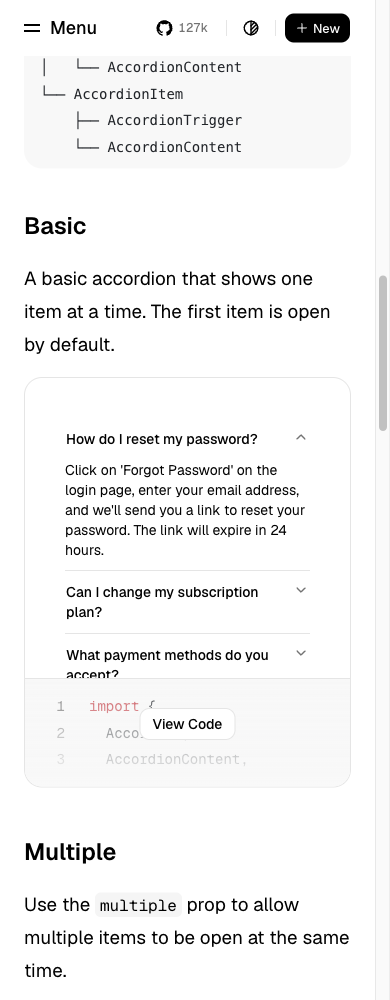 Menu 127k + New
│   └── AccordionContent
└── AccordionItem
    ├── AccordionTrigger
    └── AccordionContent
Basic
A basic accordion that shows one
item at a time. The first item is open
by default.
How do I reset my password?
Click on 'Forgot Password' on the
login page, enter your email address,
and we'll send you a link to reset your
password. The link will expire in 24
hours.
Can I change my subscription
plan?
What payment methods do you
accept?
1 import {
2 Acco
View Code
3 AccordionContent,
Multiple
Use the multiple prop to allow
multiple items to be open at the same
time.